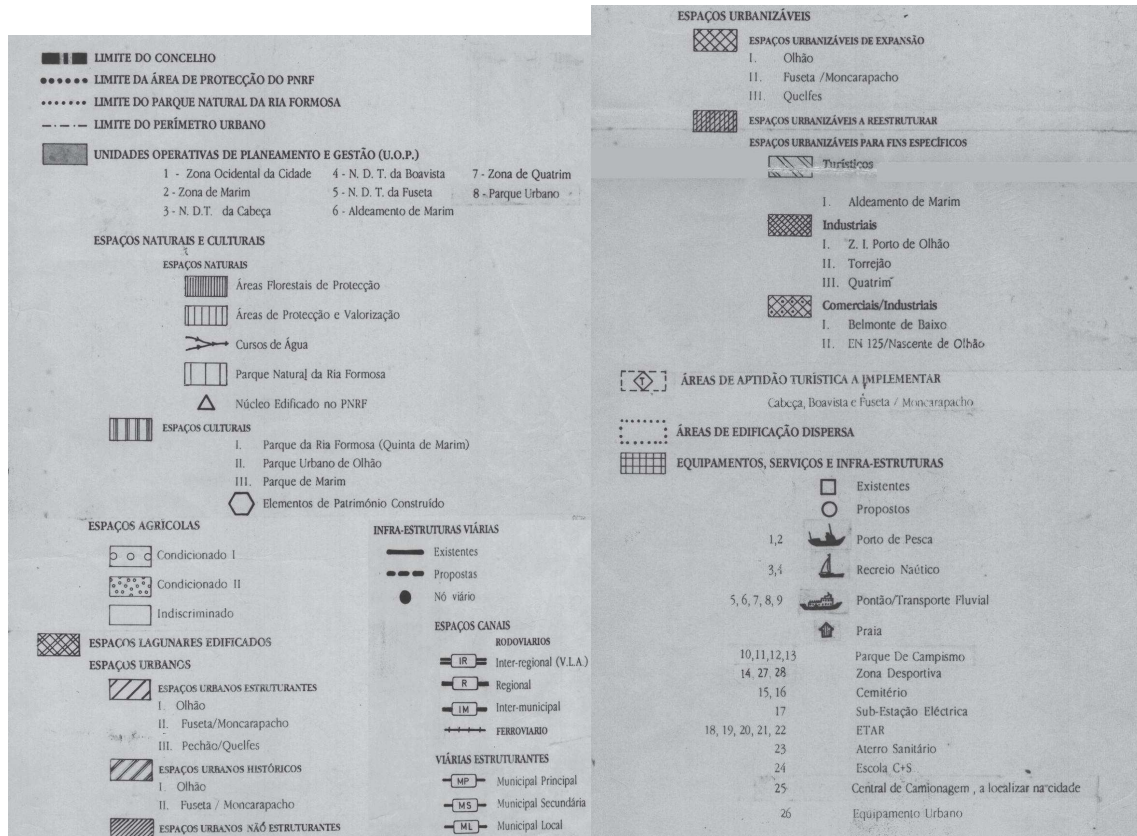 LIMITE DO CONCELHO
LIMITE DA ÁREA DE PROTECÇÃO DO PNRF
LIMITE DO PARQUE NATURAL DA RIA FORMOSA
LIMITE DO PERÍMETRO URBANO
UNIDADES OPERATIVAS DE PLANEAMENTO E GESTÃO (U.O.P.)
1 - Zona Ocidental da Cidade 4 - N. D. T. da Boavista 7 - Zona de Quatrim
2 - Zona de Marim 5 - N. D. T. da Fuseta 8 - Parque Urbano
3 - N. D.T. da Cabeça 6 - Aldeamento de Marim
ESPAÇOS NATURAIS E CULTURAIS
ESPAÇOS NATURAIS
Áreas Florestais de Protecção
Áreas de Protecção e Valorização
Cursos de Água
Parque Natural da Ria Formosa
Núcleo Edificado no PNRF
ESPAÇOS CULTURAIS
I. Parque da Ria Formosa (Quinta de Marim)
II. Parque Urbano de Olhão
III. Parque de Marim
Elementos de Património Construído
ESPAÇOS AGRÍCOLAS
Condicionado I
Condicionado II
Indiscriminado
ESPAÇOS LAGUNARES EDIFICADOS
ESPAÇOS URBANOS
ESPAÇOS URBANOS ESTRUTURANTES
I. Olhão
II. Fuseta/Moncarapacho
III. Pechão/Quelfes
ESPAÇOS URBANOS HISTÓRICOS
I. Olhão
II. Fuseta / Moncarapacho
ESPAÇOS URBANOS NÃO ESTRUTURANTES
INFRA-ESTRUTURAS VIÁRIAS
Existentes
Propostas
Nó viário
ESPAÇOS CANAIS
RODOVIARIOS
IR Inter-regional (V.L.A.)
R Regional
IM Inter-municipal
FERROVIARIO
VIÁRIAS ESTRUTURANTES
MP Municipal Principal
MS Municipal Secundária
ML Municipal Local
ESPAÇOS URBANIZÁVEIS
ESPAÇOS URBANIZÁVEIS DE EXPANSÃO
I. Olhão
II. Fuseta /Moncarapacho
III. Quelfes
ESPAÇOS URBANIZÁVEIS A REESTRUTURAR
ESPAÇOS URBANIZÁVEIS PARA FINS ESPECÍFICOS
Turísticos
I. Aldeamento de Marim
Industriais
I. Z. I. Porto de Olhão
II. Torrejão
III. Quatrim
Comerciais/Industriais
I. Belmonte de Baixo
II. EN 125/Nascente de Olhão
T ÁREAS DE APTIDÃO TURÍSTICA A IMPLEMENTAR
Cabeça, Boavista e Fuseta / Moncarapacho
ÁREAS DE EDIFICAÇÃO DISPERSA
EQUIPAMENTOS, SERVIÇOS E INFRA-ESTRUTURAS
Existentes
Propostos
1,2 Porto de Pesca
3,4 Recreio Naético
5, 6, 7, 8, 9 Pontão/Transporte Fluvial
Praia
10,11,12,13 Parque De Campismo
14, 27, 28 Zona Desportiva
15, 16 Cemitério
17 Sub-Estação Eléctrica
18, 19, 20, 21, 22 ETAR
23 Aterro Sanitário
24 Escola C+S
25 Central de Camionagem , a localizar na cidade
26 Equipamento Urbano